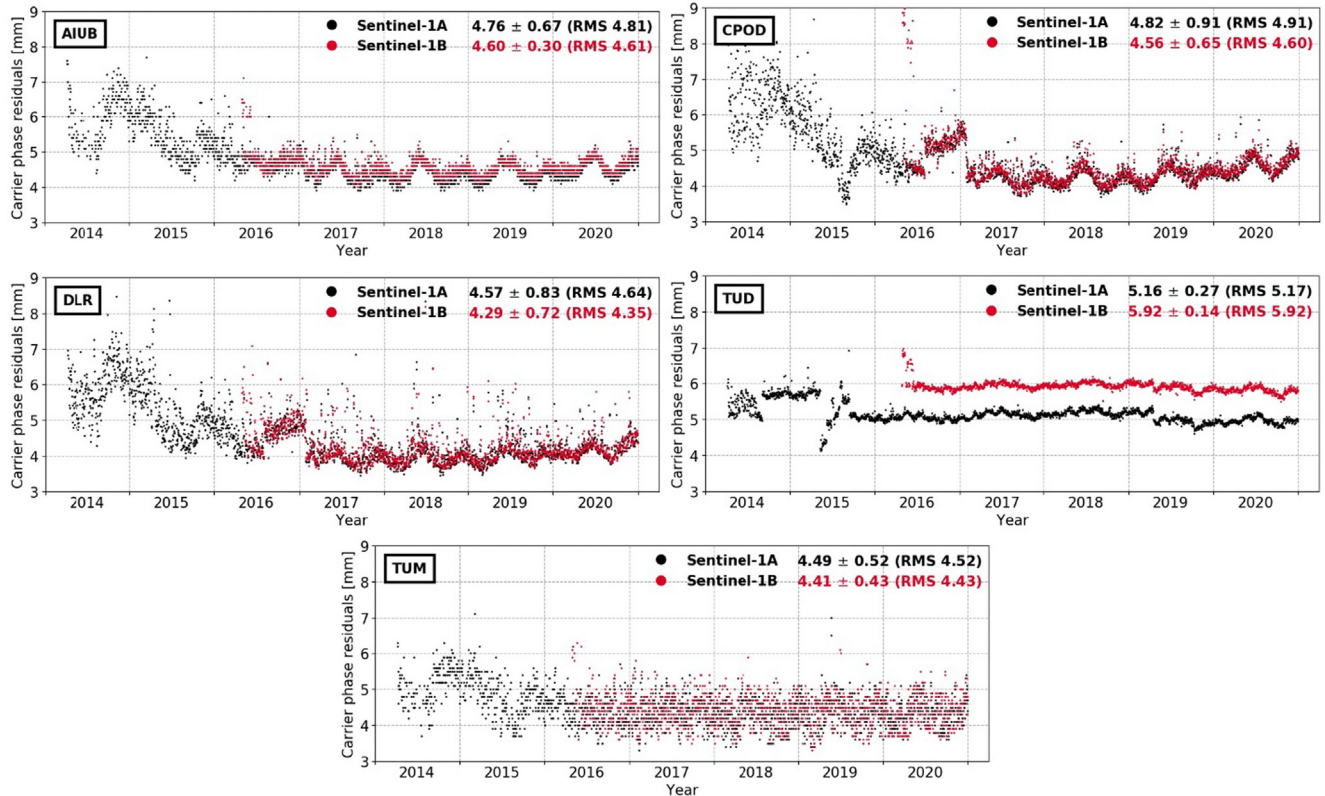 AIUB
Sentinel-1A 4.76 ± 0.67 (RMS 4.81)
Sentinel-1B 4.60 ± 0.30 (RMS 4.61)
Carrier phase residuals [mm]
9
8
7
6
5
4
3
2014 2015 2016 2017 2018 2019 2020
Year
CPOD
Sentinel-1A 4.82 ± 0.91 (RMS 4.91)
Sentinel-1B 4.56 ± 0.65 (RMS 4.60)
Carrier phase residuals [mm]
9
8
7
6
5
4
3
2014 2015 2016 2017 2018 2019 2020
Year
DLR
Sentinel-1A 4.57 ± 0.83 (RMS 4.64)
Sentinel-1B 4.29 ± 0.72 (RMS 4.35)
Carrier phase residuals [mm]
9
8
7
6
5
4
3
2014 2015 2016 2017 2018 2019 2020
Year
TUD
Sentinel-1A 5.16 ± 0.27 (RMS 5.17)
Sentinel-1B 5.92 ± 0.14 (RMS 5.92)
Carrier phase residuals [mm]
9
8
7
6
5
4
3
2014 2015 2016 2017 2018 2019 2020
Year
TUM
Sentinel-1A 4.49 ± 0.52 (RMS 4.52)
Sentinel-1B 4.41 ± 0.43 (RMS 4.43)
Carrier phase residuals [mm]
9
8
7
6
5
4
3
2014 2015 2016 2017 2018 2019 2020
Year